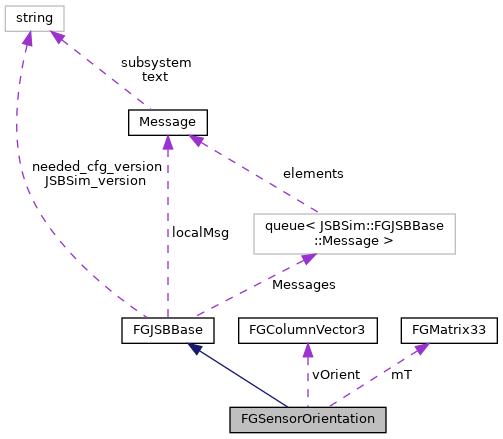 string
subsystem
text
Message
needed_cfg_version
JSBSim_version
elements
localMsg
queue< JSBSim::FGJSBBase
::Message >
Messages
FGJSBBase
FGColumnVector3
FGMatrix33
vOrient
mT
FGSensorOrientation